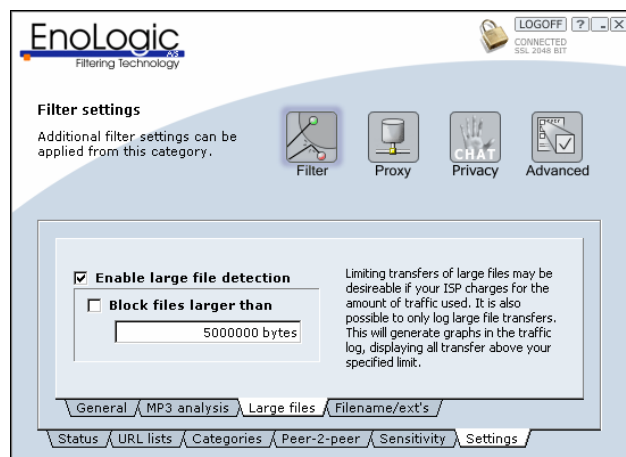 EnoLogic
A/S
Filtering Technology
LOGOFF ? - X
CONNECTED
SSL 2048 BIT
Filter settings
Additional filter settings can be
applied from this category.
CHAT
Filter Proxy Privacy Advanced
Enable large file detection
Block files larger than
5000000 bytes
Limiting transfers of large files may be
desireable if your ISP charges for the
amount of traffic used. It is also
possible to only log large file transfers.
This will generate graphs in the traffic
log, displaying all transfer above your
specified limit.
General MP3 analysis Large files Filename/ext's
Status URL lists Categories Peer-2-peer Sensitivity Settings